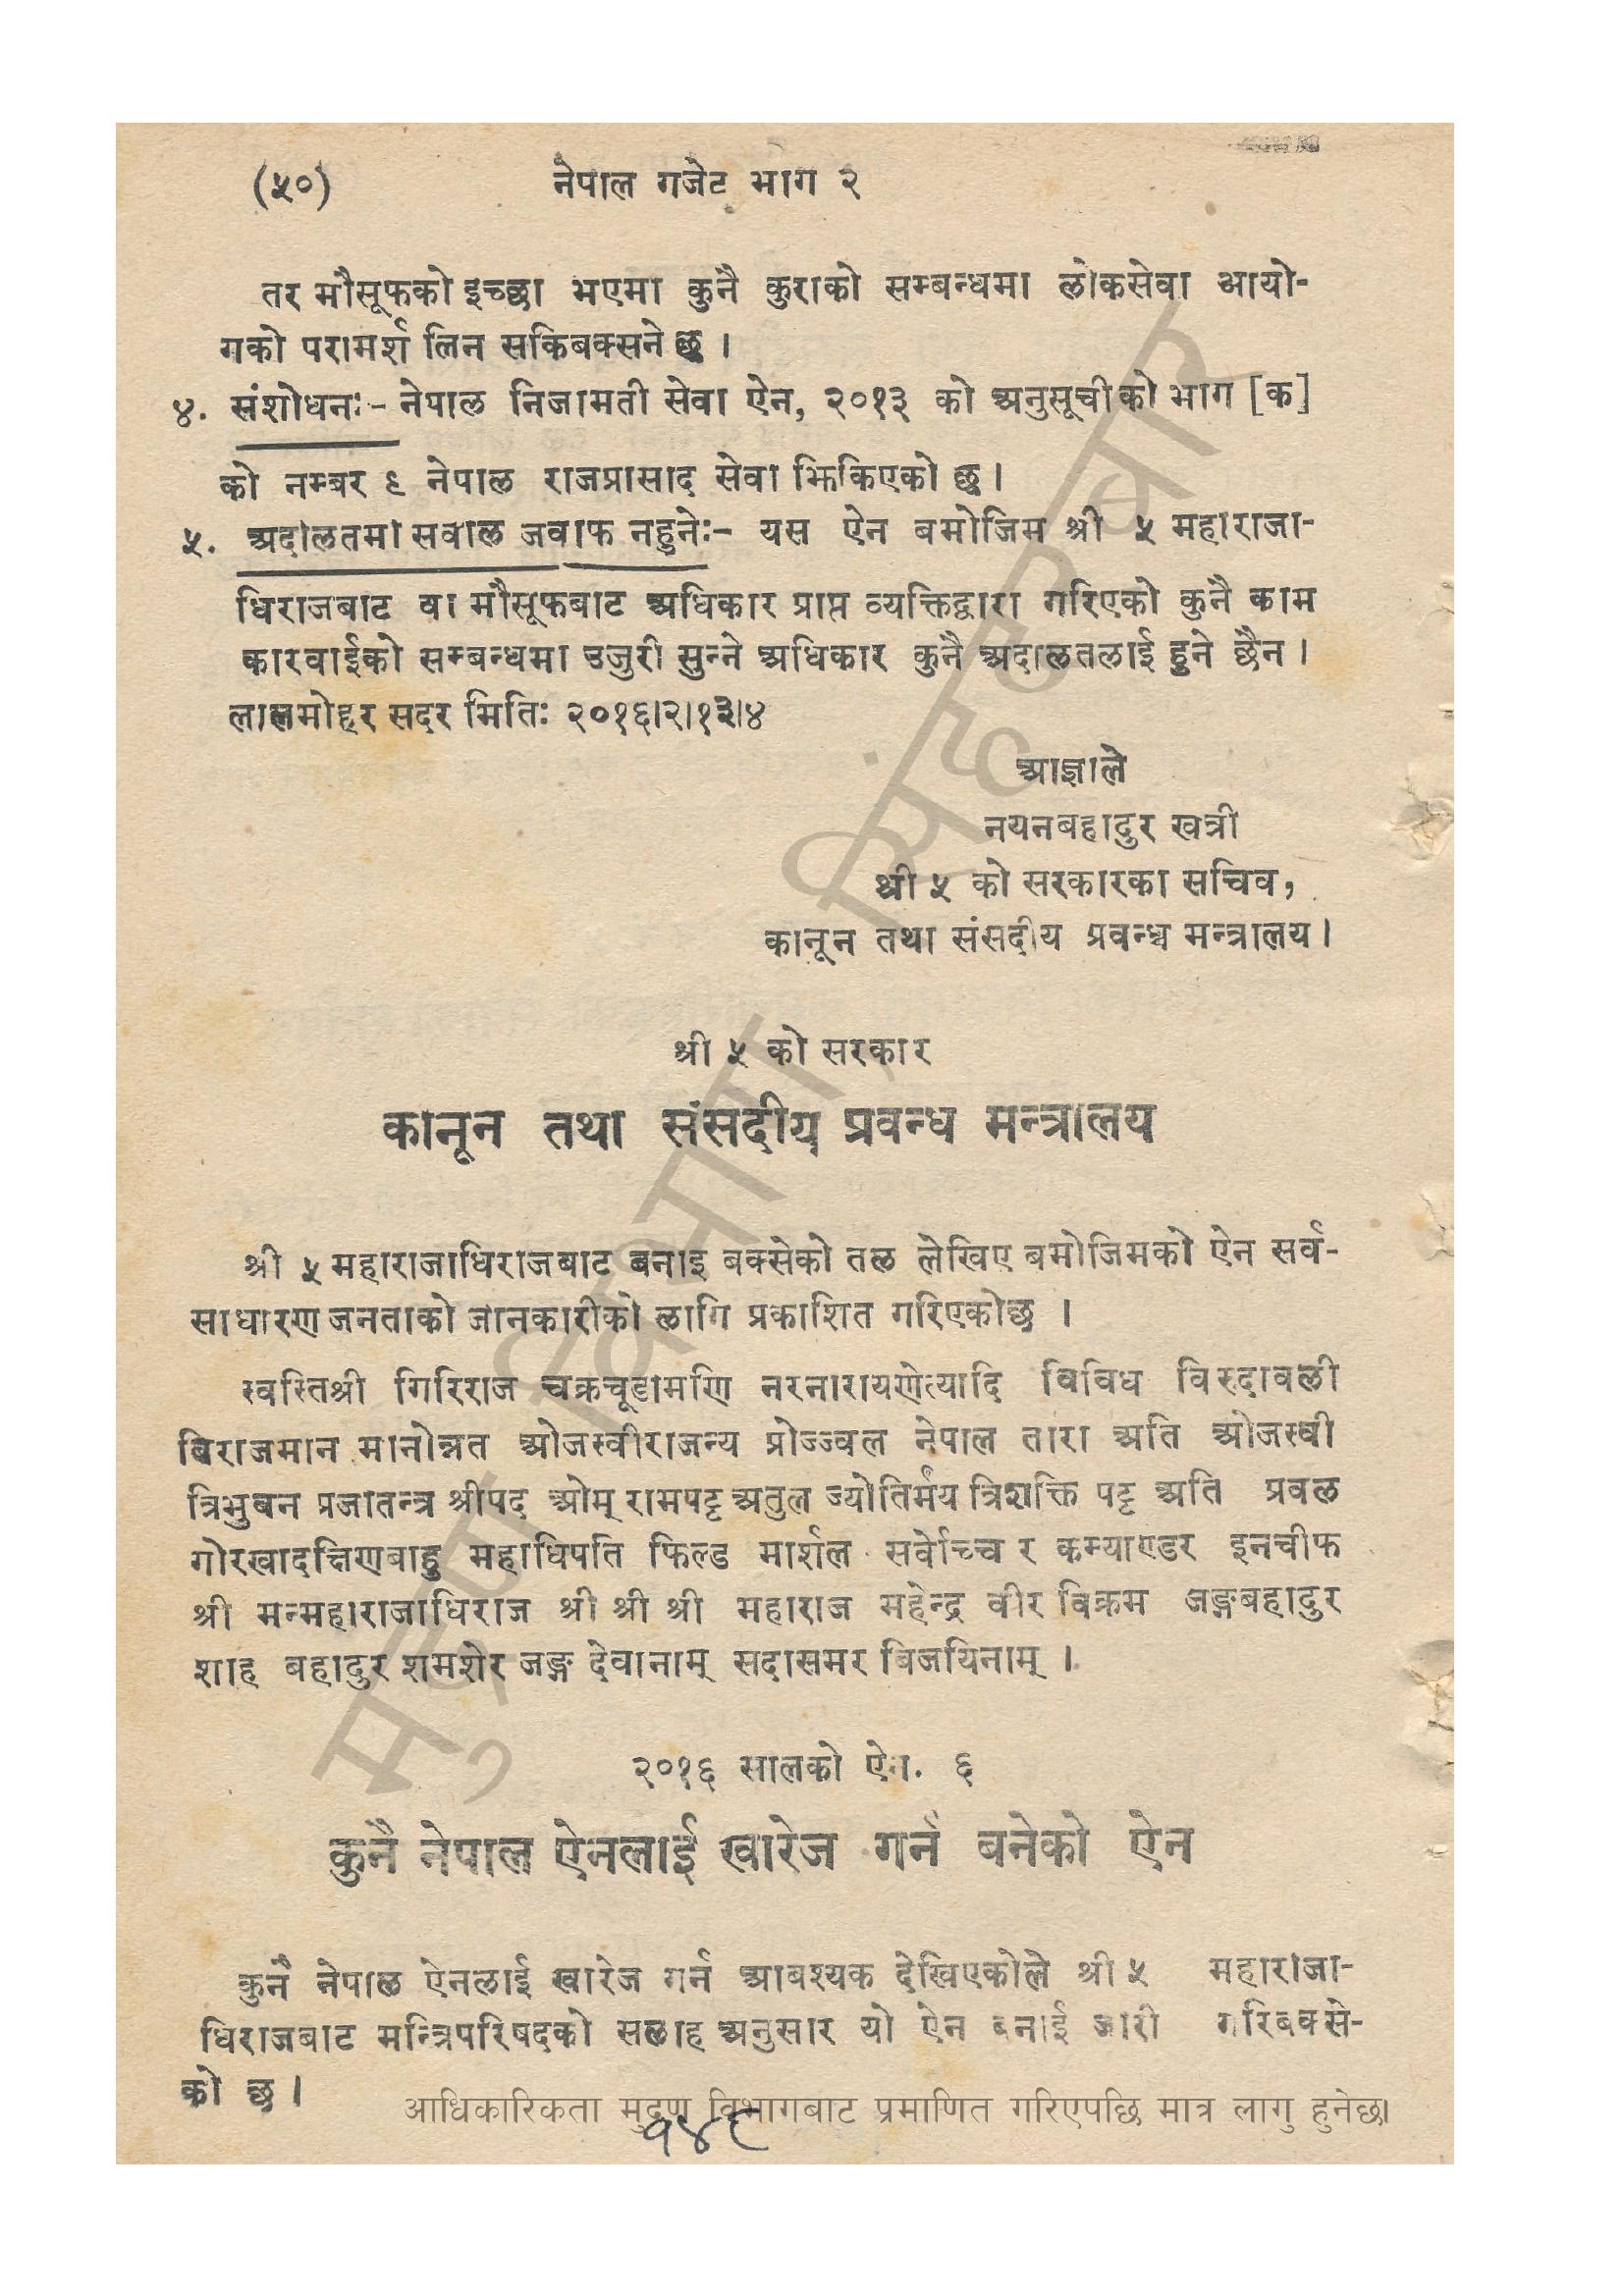 (५०) नेपाल गजेट भाग २
तर मौसूफको इच्छा भएमा कुनै कुराको सम्बन्धमा लोकसेवा आयो-
गको परामर्श लिन सकिबक्सने छ ।
४. संशोधनः- नेपाल निजामती सेवा ऐन, २०१३ को अनुसूचीको भाग [क]
को नम्बर ९ नेपाल राजप्रासाद सेवा झिकिएको छ ।
५. अदालतमा सवाल जवाफ नहुनेः- यस ऐन बमोजिम श्री ५ महाराजा-
धिराजबाट वा मौसूफबाट अधिकार प्राप्त व्यक्तिद्वारा गरिएको कुनै काम
कारवाईको सम्बन्धमा उजुरी सुन्ने अधिकार कुनै अदालतलाई हुने छैन ।
लालमोहर सदर मितिः २०१६।२।१३।४
आज्ञाले
नयनबहादुर खत्री
श्री ५ को सरकारका सचिव,
कानून तथा संसदीय प्रवन्ध मन्त्रालय ।
श्री ५ को सरकार
कानून तथा संसदीय प्रवन्ध मन्त्रालय
श्री ५ महाराजाधिराजबाट बनाइ बक्सेको तल लेखिए बमोजिमको ऐन सर्व-
साधारण जनताको जानकारीको लागि प्रकाशित गरिएकोछ ।
स्वस्तिश्री गिरिराज चक्रचूडामणि नरनारायणेत्यादि विविध विरुदावली
बिराजमान मानोन्नत ओजस्वीराजन्य प्रोज्ज्वल नेपाल तारा अति ओजस्वी
त्रिभुबन प्रजातन्त्र श्रीपद ओम् रामपट्ट अतुल ज्योतिर्मय त्रिशक्ति पट्ट अति प्रवल
गोरखादक्षिणबाहु महाधिपति फिल्ड मार्शल सर्वोच्च र कम्याण्डर इनचीफ
श्री मन्महाराजाधिराज श्री श्री श्री महाराज महेन्द्र वीर विक्रम जङ्गबहादुर
शाह बहादुर शमशेर जङ्ग देवानाम् सदासमर बिजयिनाम् ।
२०१६ सालको ऐन. ६
कुनै नेपाल ऐनलाई खारेज गर्न बनेको ऐन
कुनै नेपाल ऐनलाई खारेज गर्न आबश्यक देखिएकोले श्री ५ महाराजा-
धिराजबाट मन्त्रिपरिषदको सलाह अनुसार यो ऐन बनाई जारी गरिबक्से-
को छ ।
आधिकारिकता मुद्रण विभागबाट प्रमाणित गरिएपछि मात्र लागु हुनेछ।
१४९
मुद्रण विभाग, सिंहदरबार